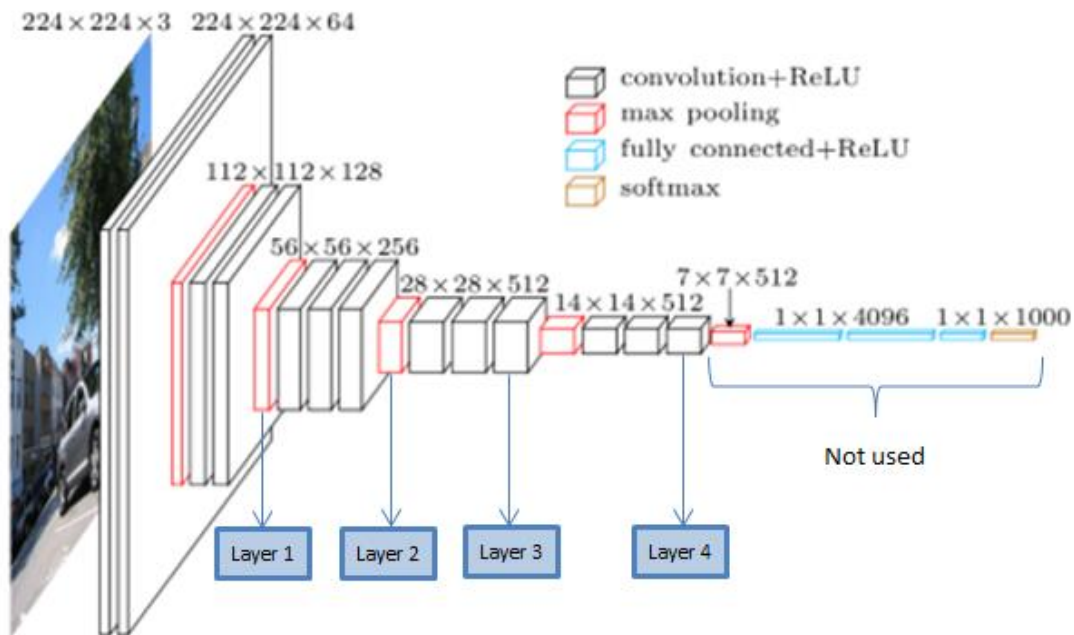 224×224×3
224×224×64
convolution+ReLU
max pooling
fully connected+ReLU
softmax
112×112×128
56×56×256
28×28×512
14×14×512
7×7×512
1×1×4096
1×1×1000
Not used
Layer 1
Layer 2
Layer 3
Layer 4